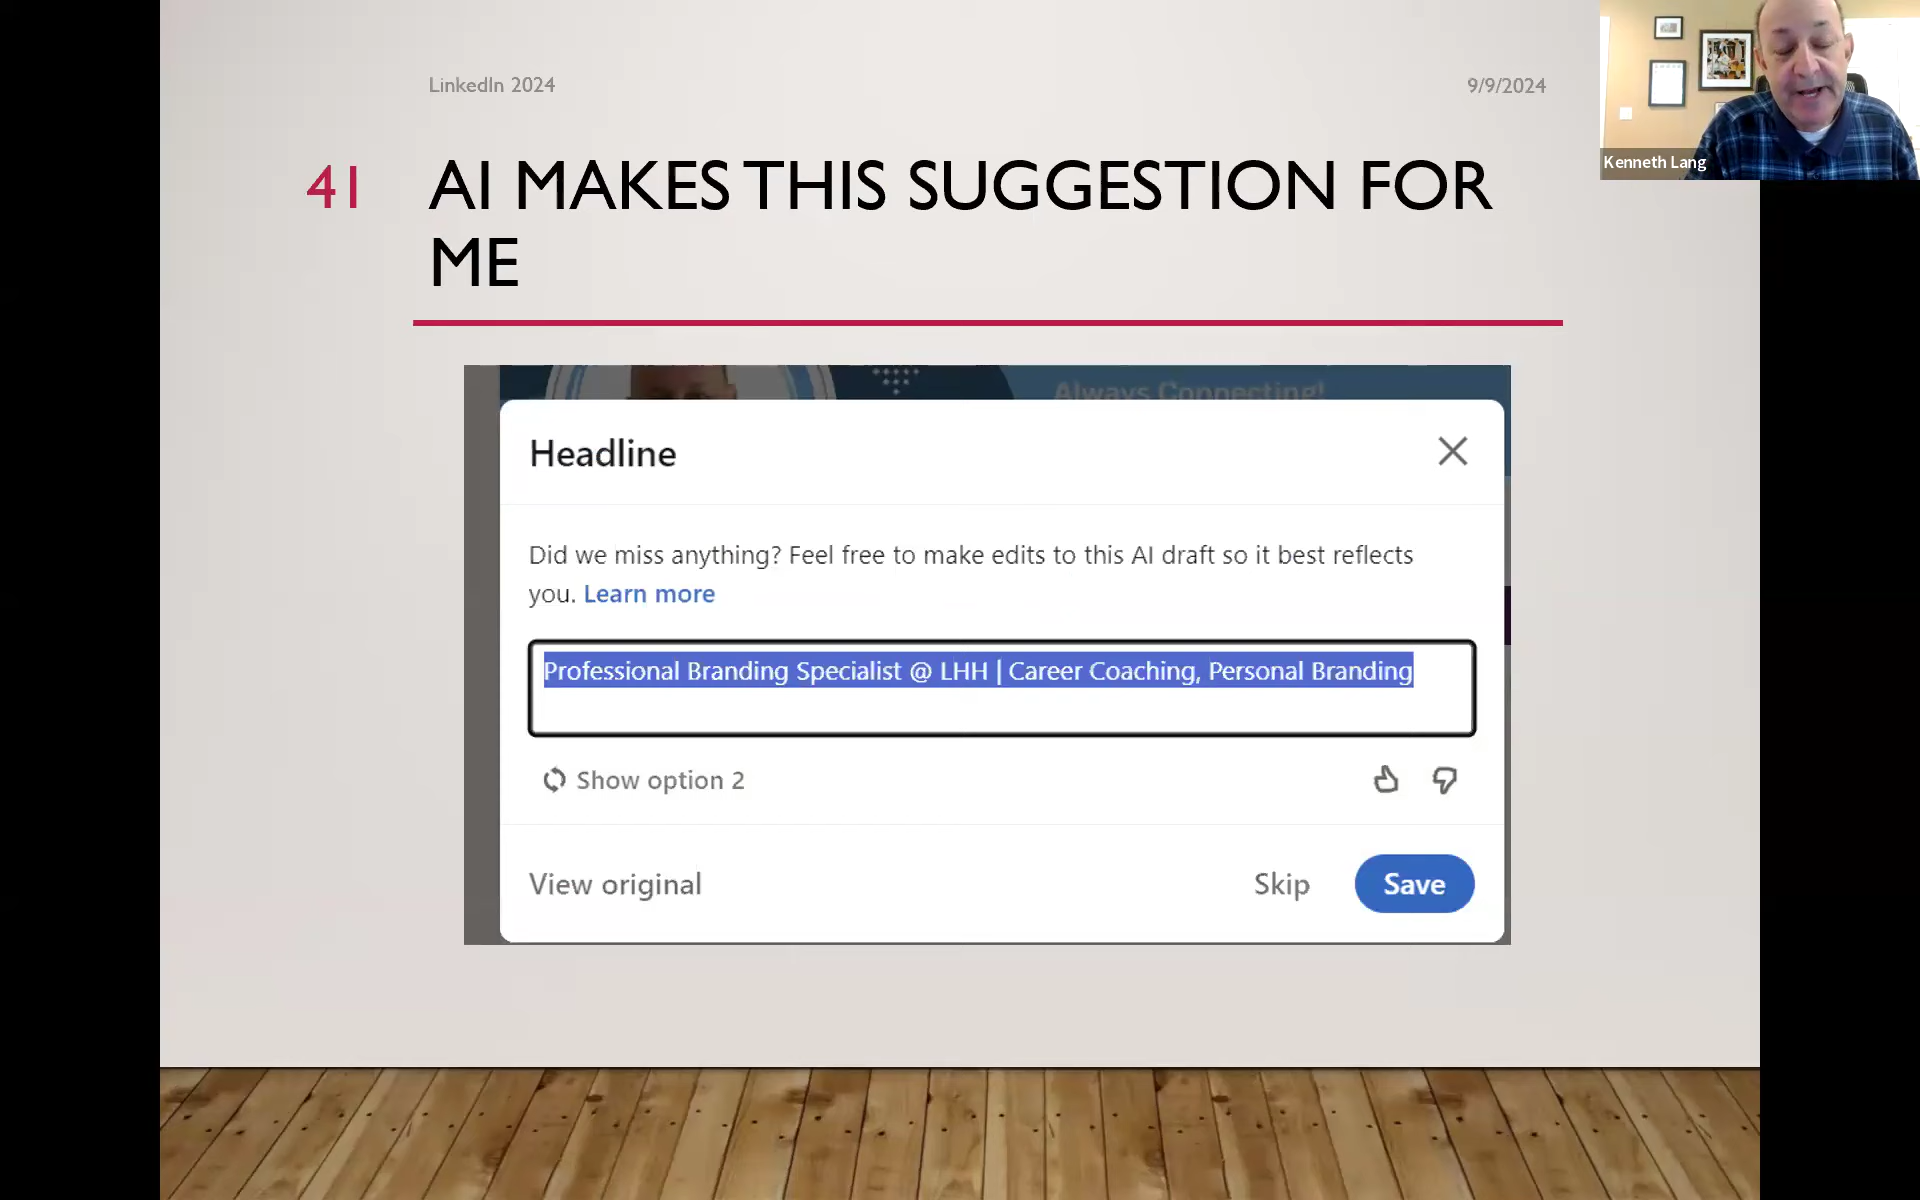 LinkedIn 2024
9/9/2024
Kenneth Lang
41
AI MAKES THIS SUGGESTION FOR
ME
Always Connecting!
Headline
Did we miss anything? Feel free to make edits to this AI draft so it best reflects
you. Learn more
Professional Branding Specialist @ LHH | Career Coaching, Personal Branding
Show option 2
View original
Skip
Save